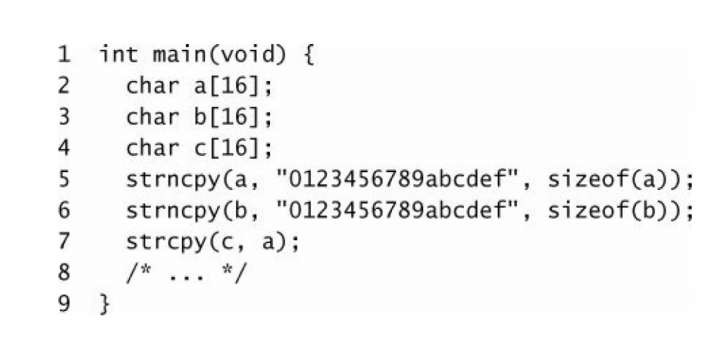 1 int main(void) {
2   char a[16];
3   char b[16];
4   char c[16];
5   strncpy(a, "0123456789abcdef", sizeof(a));
6   strncpy(b, "0123456789abcdef", sizeof(b));
7   strcpy(c, a);
8   /* ... */
9 }